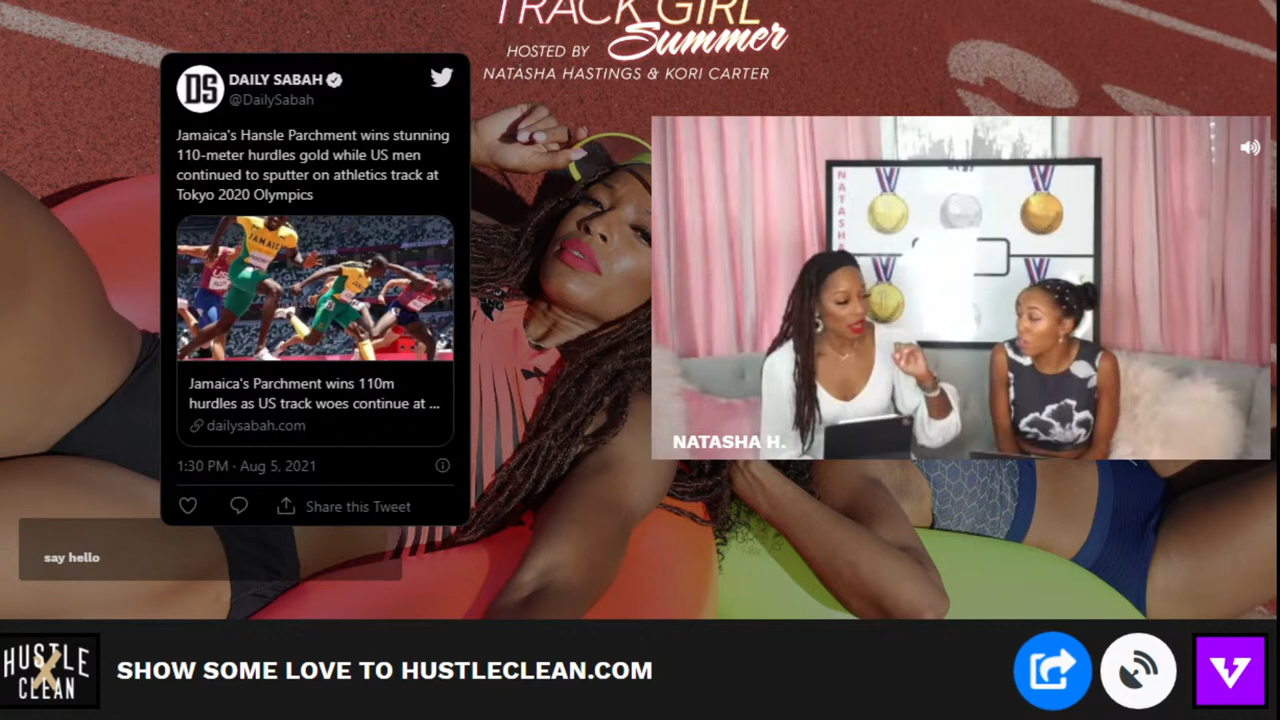 TRACK GIRL
Summer
HOSTED BY
NATASHA HASTINGS & KORI CARTER
DS
DAILY SABAH
@DailySabah
Jamaica's Hansle Parchment wins stunning
110-meter hurdles gold while US men
continued to sputter on athletics track at
Tokyo 2020 Olympics
JAMAICA
Jamaica's Parchment wins 110m
hurdles as US track woes continue at ...
dailysabah.com
1:30 PM · Aug 5, 2021
Share this Tweet
NATASHA
NATASHA H.
say hello
HUSTLE
CLEAN
SHOW SOME LOVE TO HUSTLECLEAN.COM